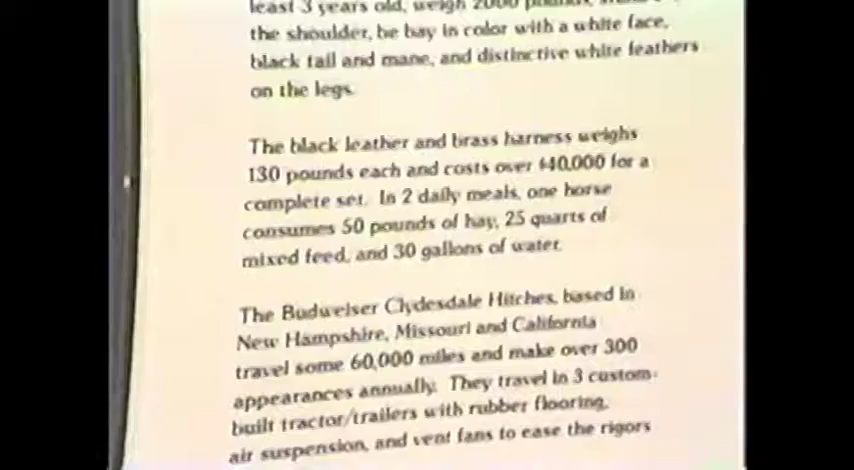 least 3 years old, weigh 2000 pounds,
the shoulder, be bay in color with a white face,
black tail and mane, and distinctive white feathers
on the legs.
The black leather and brass harness weighs
130 pounds each and costs over $40,000 for a
complete set. In 2 daily meals, one horse
consumes 50 pounds of hay, 25 quarts of
mixed feed, and 30 gallons of water.
The Budweiser Clydesdale Hitches, based in
New Hampshire, Missouri and California
travel some 60,000 miles and make over 300
appearances annually. They travel in 3 custom-
built tractor/trailers with rubber flooring,
air suspension, and vent fans to ease the rigors